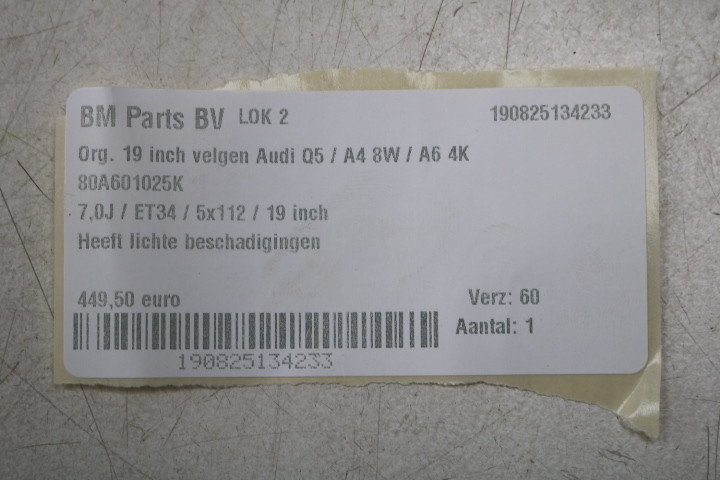 BM Parts BV LOK 2 190825134233
Org. 19 inch velgen Audi Q5 / A4 8W / A6 4K
80A601025K
7,0J / ET34 / 5x112 / 19 inch
Heeft lichte beschadigingen
449,50 euro Verz: 60
Aantal: 1
190825134233